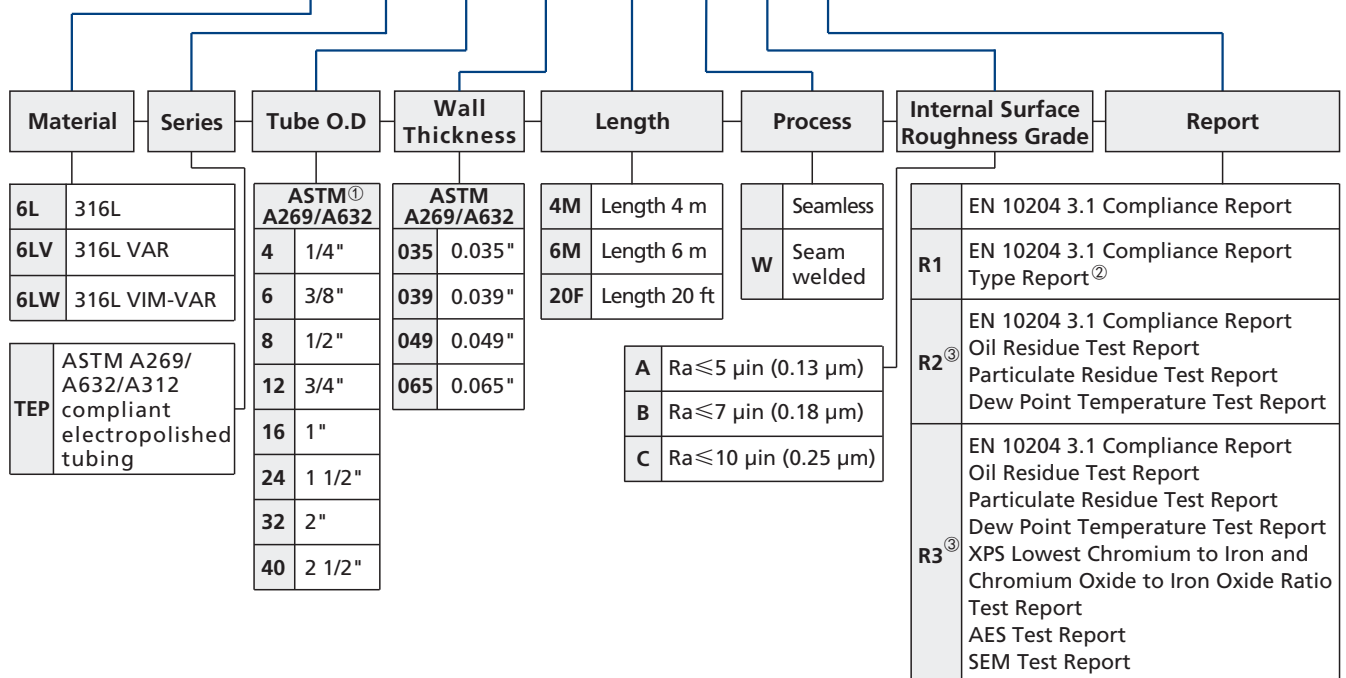 Material
Series
Tube O.D
Wall
Thickness
Length
Process
Internal Surface
Roughness Grade
Report
6L 316L
6LV 316L VAR
6LW 316L VIM-VAR
TEP
ASTM A269/
A632/A312
compliant
electropolished
tubing
ASTM①
A269/A632
4 1/4"
6 3/8"
8 1/2"
12 3/4"
16 1"
24 1 1/2"
32 2"
40 2 1/2"
ASTM
A269/A632
035 0.035"
039 0.039"
049 0.049"
065 0.065"
4M Length 4 m
6M Length 6 m
20F Length 20 ft
Seamless
W
Seam
welded
A Ra≤5 µin (0.13 µm)
B Ra≤7 µin (0.18 µm)
C Ra≤10 µin (0.25 µm)
EN 10204 3.1 Compliance Report
R1
EN 10204 3.1 Compliance Report
Type Report②
R2③
EN 10204 3.1 Compliance Report
Oil Residue Test Report
Particulate Residue Test Report
Dew Point Temperature Test Report
R3③
EN 10204 3.1 Compliance Report
Oil Residue Test Report
Particulate Residue Test Report
Dew Point Temperature Test Report
XPS Lowest Chromium to Iron and
Chromium Oxide to Iron Oxide Ratio
Test Report
AES Test Report
SEM Test Report